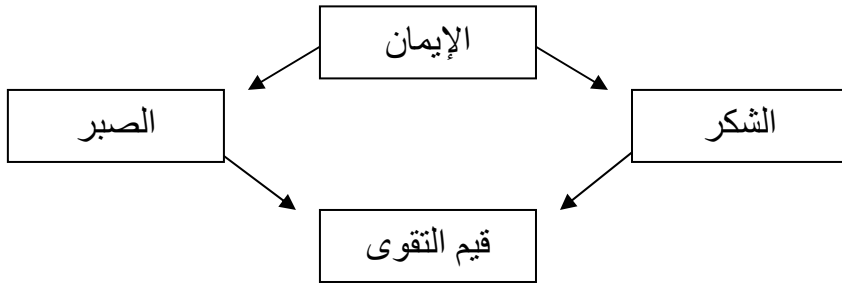 الإيمان
الشكر
الصبر
قيم التقوى